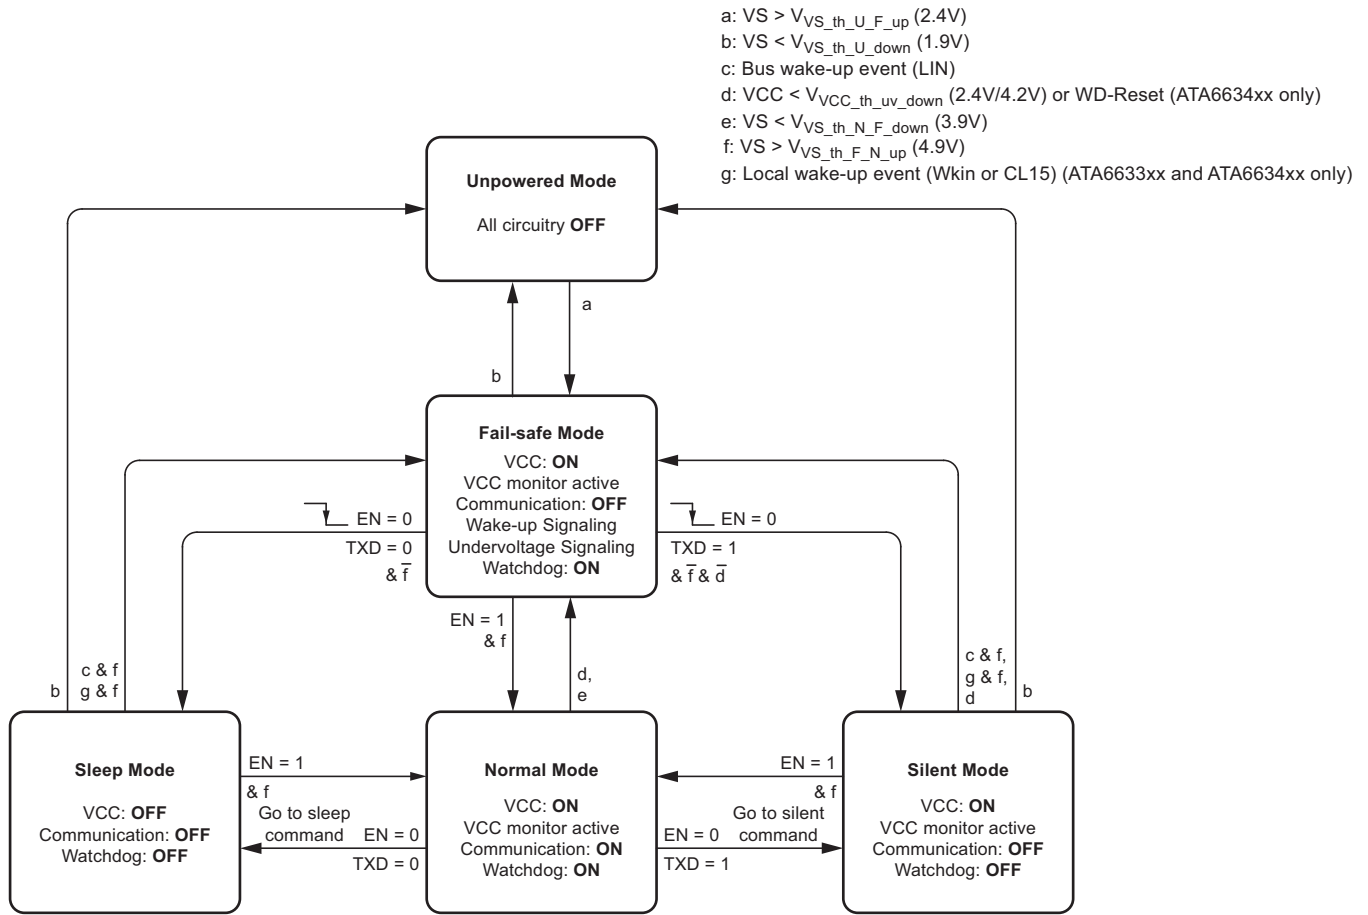 a: VS > V_VS_th_U_F_up (2.4V)
b: VS < V_VS_th_U_down (1.9V)
c: Bus wake-up event (LIN)
d: VCC < V_VCC_th_uv_down (2.4V/4.2V) or WD-Reset (ATA6634xx only)
e: VS < V_VS_th_N_F_down (3.9V)
f: VS > V_VS_th_F_N_up (4.9V)
g: Local wake-up event (Wkin or CL15) (ATA6633xx and ATA6634xx only)
Unpowered Mode
All circuitry OFF
a
b
Fail-safe Mode
VCC: ON
VCC monitor active
Communication: OFF
Wake-up Signaling
Undervoltage Signaling
Watchdog: ON
EN = 0
TXD = 0
& f̅
EN = 0
TXD = 1
& f̅ & d̅
EN = 1
& f
d,
e
b
c & f
g & f
c & f,
g & f,
d
b
Sleep Mode
VCC: OFF
Communication: OFF
Watchdog: OFF
EN = 1
& f
Go to sleep
command
EN = 0
TXD = 0
Normal Mode
VCC: ON
VCC monitor active
Communication: ON
Watchdog: ON
EN = 1
& f
Go to silent
command
EN = 0
TXD = 1
Silent Mode
VCC: ON
VCC monitor active
Communication: OFF
Watchdog: OFF